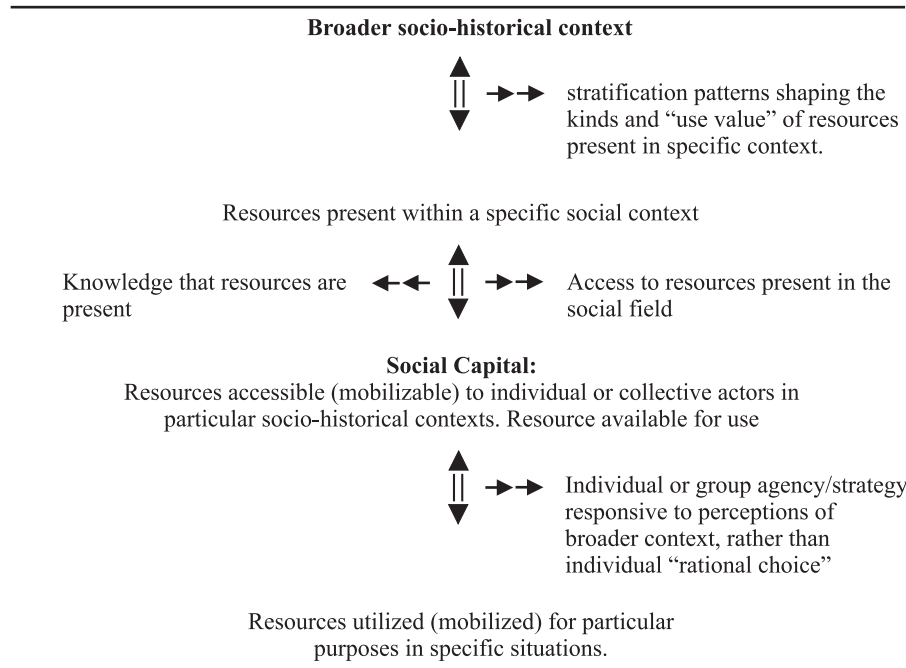 Broader socio-historical context
stratification patterns shaping the
kinds and “use value” of resources
present in specific context.
Resources present within a specific social context
Knowledge that resources are
present
Access to resources present in the
social field
Social Capital:
Resources accessible (mobilizable) to individual or collective actors in
particular socio-historical contexts. Resource available for use
Individual or group agency/strategy
responsive to perceptions of
broader context, rather than
individual “rational choice”
Resources utilized (mobilized) for particular
purposes in specific situations.